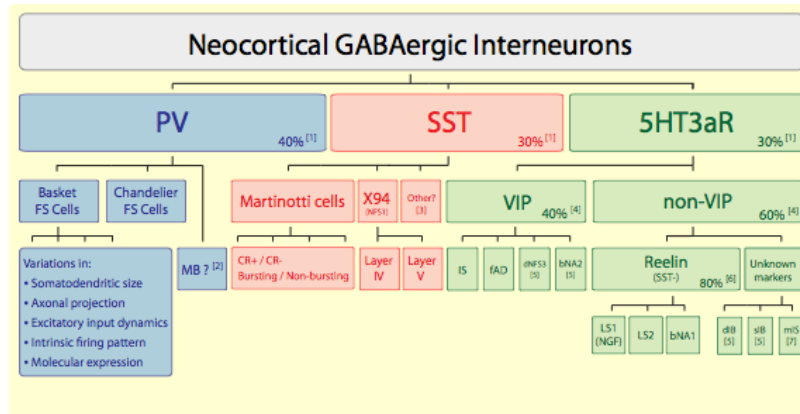 Neocortical GABAergic Interneurons
PV
40% [1]
SST
30% [1]
5HT3aR
30% [1]
Basket
FS Cells
Chandelier
FS Cells
MB ? [2]
Variations in:
• Somatodendritic size
• Axonal projection
• Excitatory input dynamics
• Intrinsic firing pattern
• Molecular expression
Martinotti cells
X94
(NFS1)
Other?
[3]
CR+ / CR-
Bursting / Non-bursting
Layer
IV
Layer
V
VIP
40% [4]
non-VIP
60% [4]
IS
fAD
dNFS3
[5]
bNA2
[5]
Reelin
(SST-)
80% [6]
Unknown
markers
LS1
(NGF)
LS2
bNA1
dIB
[5]
sIB
[5]
mIS
[7]